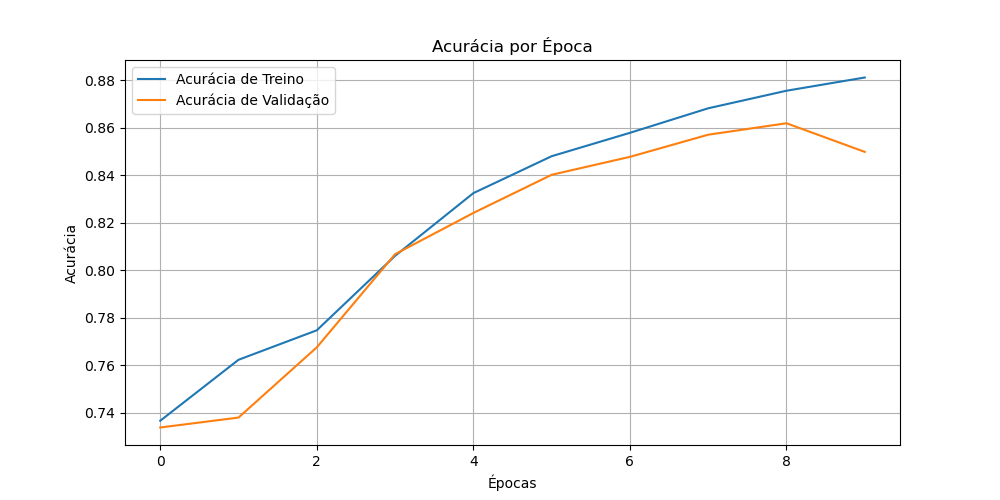 Acurácia por Época
Acurácia de Treino
Acurácia de Validação
Acurácia
0.88
0.86
0.84
0.82
0.80
0.78
0.76
0.74
0 2 4 6 8
Épocas